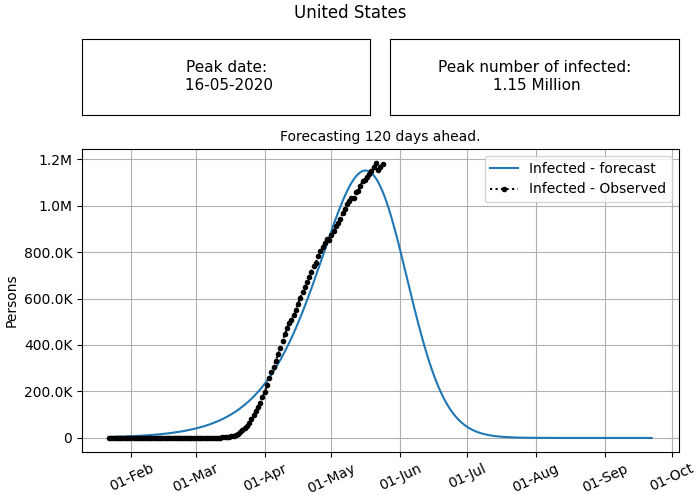 United States
Peak date:
16-05-2020
Peak number of infected:
1.15 Million
Forecasting 120 days ahead.
Infected - forecast
Infected - Observed
Persons
1.2M
1.0M
800.0K
600.0K
400.0K
200.0K
0
01-Feb
01-Mar
01-Apr
01-May
01-Jun
01-Jul
01-Aug
01-Sep
01-Oct